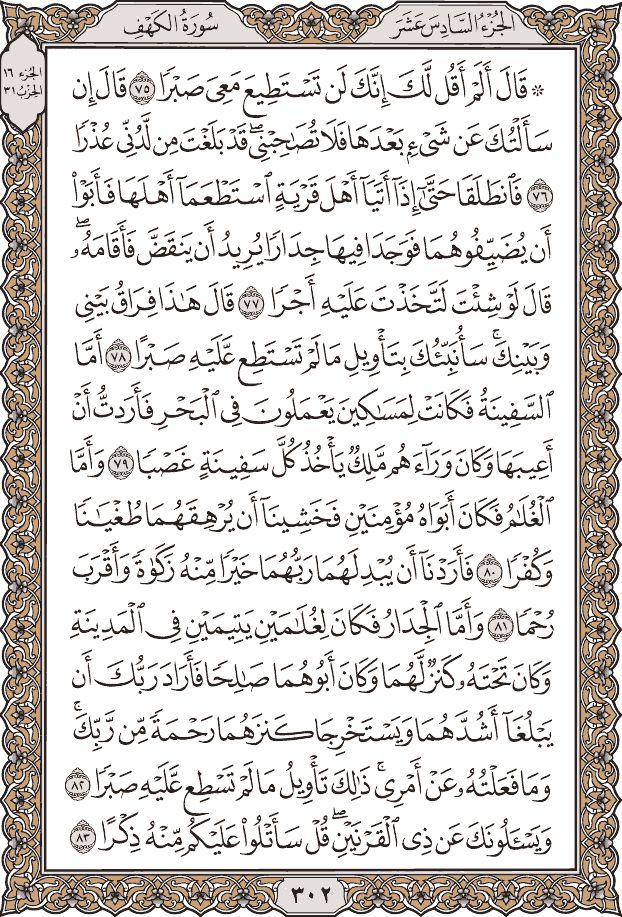 الجُزْءُ السَّادِسَ عَشَرَ
سُورَةُ الكَهْفِ
الجُزء ١٦
الحِزْبُ ٣١
۞ قَالَ أَلَمْ أَقُل لَّكَ إِنَّكَ لَن تَسْتَطِيعَ مَعِىَ صَبْرًا ٧٥ قَالَ إِن
سَأَلْتُكَ عَن شَىْءٍۭ بَعْدَهَا فَلَا تُصَـٰحِبْنِىۖ قَدْ بَلَغْتَ مِن لَّدُنِّى عُذْرًا
٧٦ فَٱنطَلَقَا حَتَّىٰٓ إِذَآ أَتَيَآ أَهْلَ قَرْيَةٍ ٱسْتَطْعَمَآ أَهْلَهَا فَأَبَوْا۟
أَن يُضَيِّفُوهُمَا فَوَجَدَا فِيهَا جِدَارًا يُرِيدُ أَن يَنقَضَّ فَأَقَامَهُۥۖ
قَالَ لَوْ شِئْتَ لَتَّخَذْتَ عَلَيْهِ أَجْرًا ٧٧ قَالَ هَـٰذَا فِرَاقُ بَيْنِى
وَبَيْنِكَۚ سَأُنَبِّئُكَ بِتَأْوِيلِ مَا لَمْ تَسْتَطِع عَّلَيْهِ صَبْرًا ٧٨ أَمَّا
ٱلسَّفِينَةُ فَكَانَتْ لِمَسَـٰكِينَ يَعْمَلُونَ فِى ٱلْبَحْرِ فَأَرَدتُّ أَنْ
أَعِيبَهَا وَكَانَ وَرَآءَهُم مَّلِكٌ يَأْخُذُ كُلَّ سَفِينَةٍ غَصْبًا ٧٩ وَأَمَّا
ٱلْغُلَـٰمُ فَكَانَ أَبَوَاهُ مُؤْمِنَيْنِ فَخَشِينَآ أَن يُرْهِقَهُمَا طُغْيَـٰنًا
وَكُفْرًا ٨٠ فَأَرَدْنَآ أَن يُبْدِلَهُمَا رَبُّهُمَا خَيْرًا مِّنْهُ زَكَوٰةً وَأَقْرَبَ
رُحْمًا ٨١ وَأَمَّا ٱلْجِدَارُ فَكَانَ لِغُلَـٰمَيْنِ يَتِيمَيْنِ فِى ٱلْمَدِينَةِ
وَكَانَ تَحْتَهُۥ كَنزٌ لَّهُمَا وَكَانَ أَبُوهُمَا صَـٰلِحًا فَأَرَادَ رَبُّكَ أَن
يَبْلُغَآ أَشُدَّهُمَا وَيَسْتَخْرِجَا كَنزَهُمَا رَحْمَةً مِّن رَّبِّكَۚ
وَمَا فَعَلْتُهُۥ عَنْ أَمْرِىۚ ذَٰلِكَ تَأْوِيلُ مَا لَمْ تَسْطِع عَّلَيْهِ صَبْرًا ٨٢
وَيَسْـَٔلُونَكَ عَن ذِى ٱلْقَرْنَيْنِۖ قُلْ سَأَتْلُوا۟ عَلَيْكُم مِّنْهُ ذِكْرًا ٨٣
٣٠٢